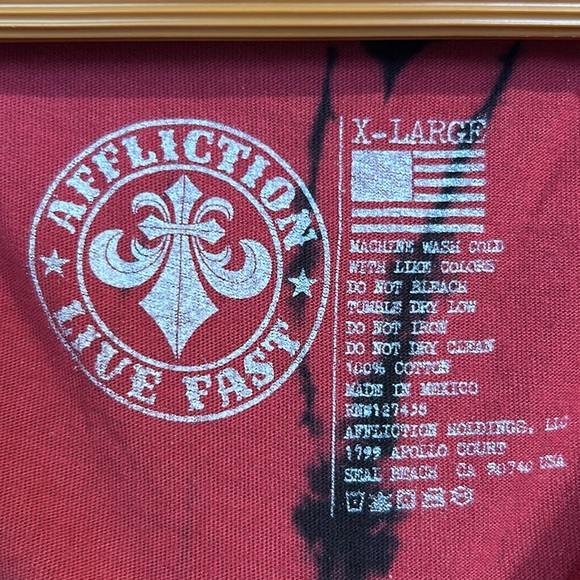 AFFLICTION
LIVE FAST
X-LARGE
MACHINE WASH COLD
WITH LIKE COLORS
DO NOT BLEACH
TUMBLE DRY LOW
DO NOT IRON
DO NOT DRY CLEAN
100% COTTON
MADE IN MEXICO
RN#127438
AFFLICTION HOLDINGS, LLC
1799 APOLLO COURT
SEAL BEACH CA 90740 USA